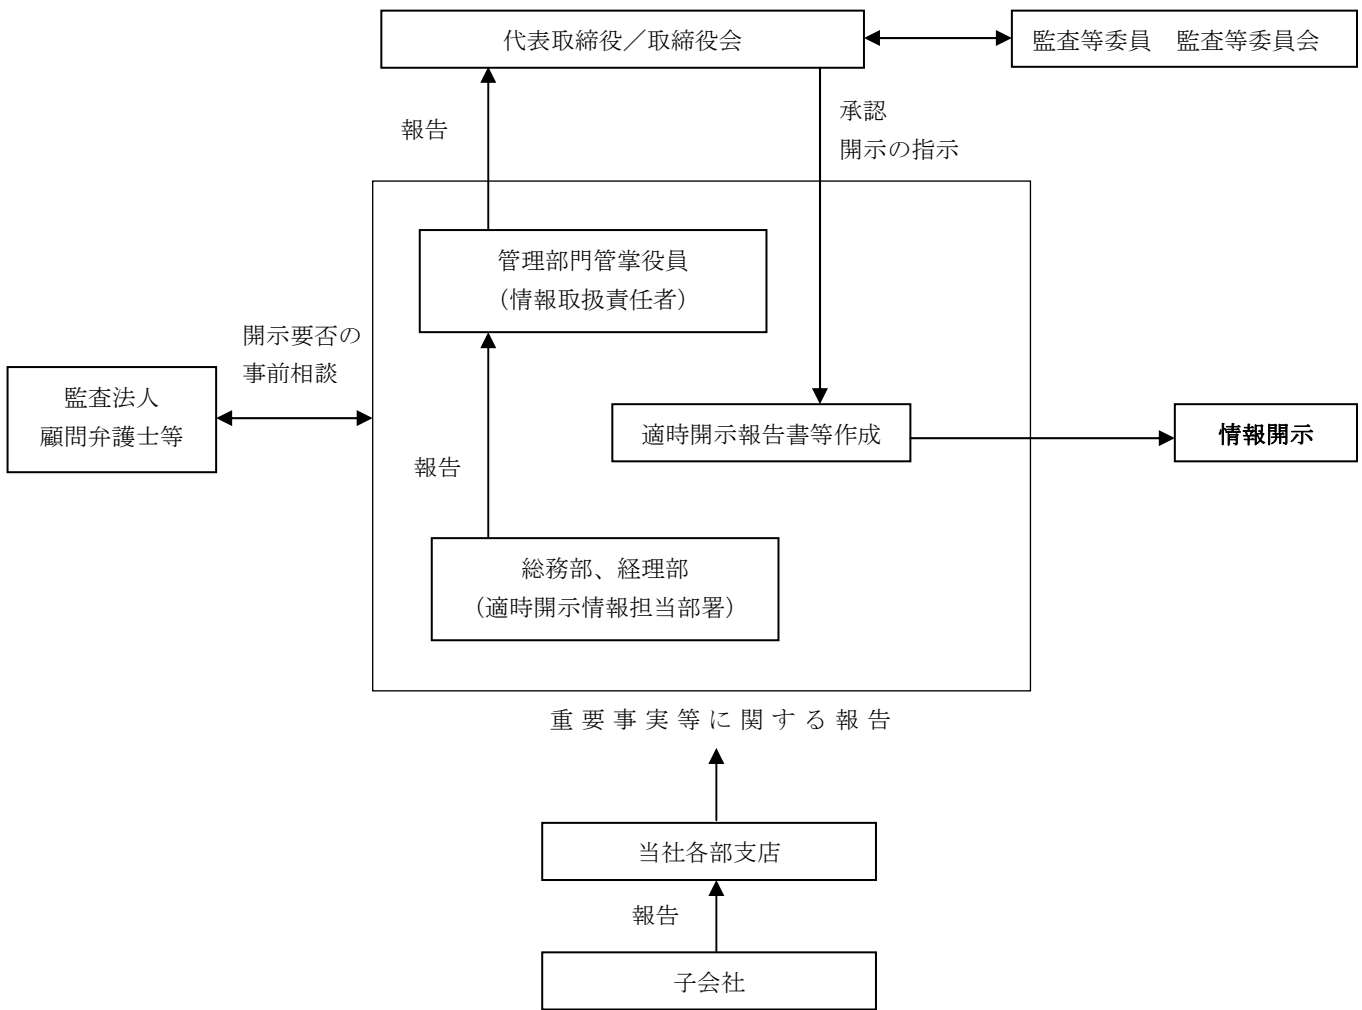 代表取締役／取締役会
監査等委員　監査等委員会
報告
承認
開示の指示
管理部門管掌役員
（情報取扱責任者）
開示要否の
事前相談
監査法人
顧問弁護士等
適時開示報告書等作成
情報開示
報告
総務部、経理部
（適時開示情報担当部署）
重要事実等に関する報告
当社各部支店
報告
子会社